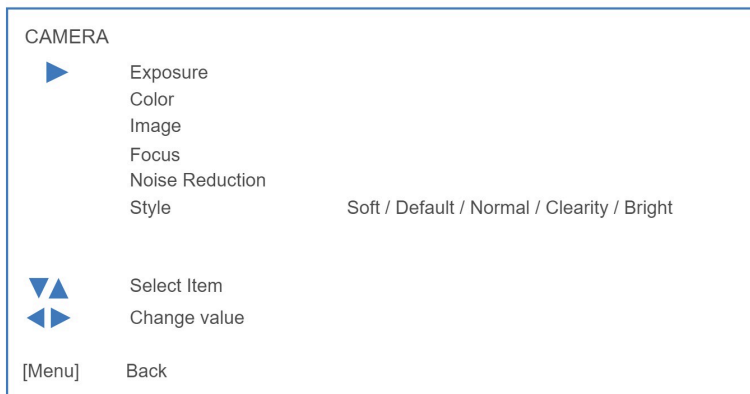 CAMERA
Exposure
Color
Image
Focus
Noise Reduction
Style Soft / Default / Normal / Clearity / Bright
Select Item
Change value
[Menu] Back